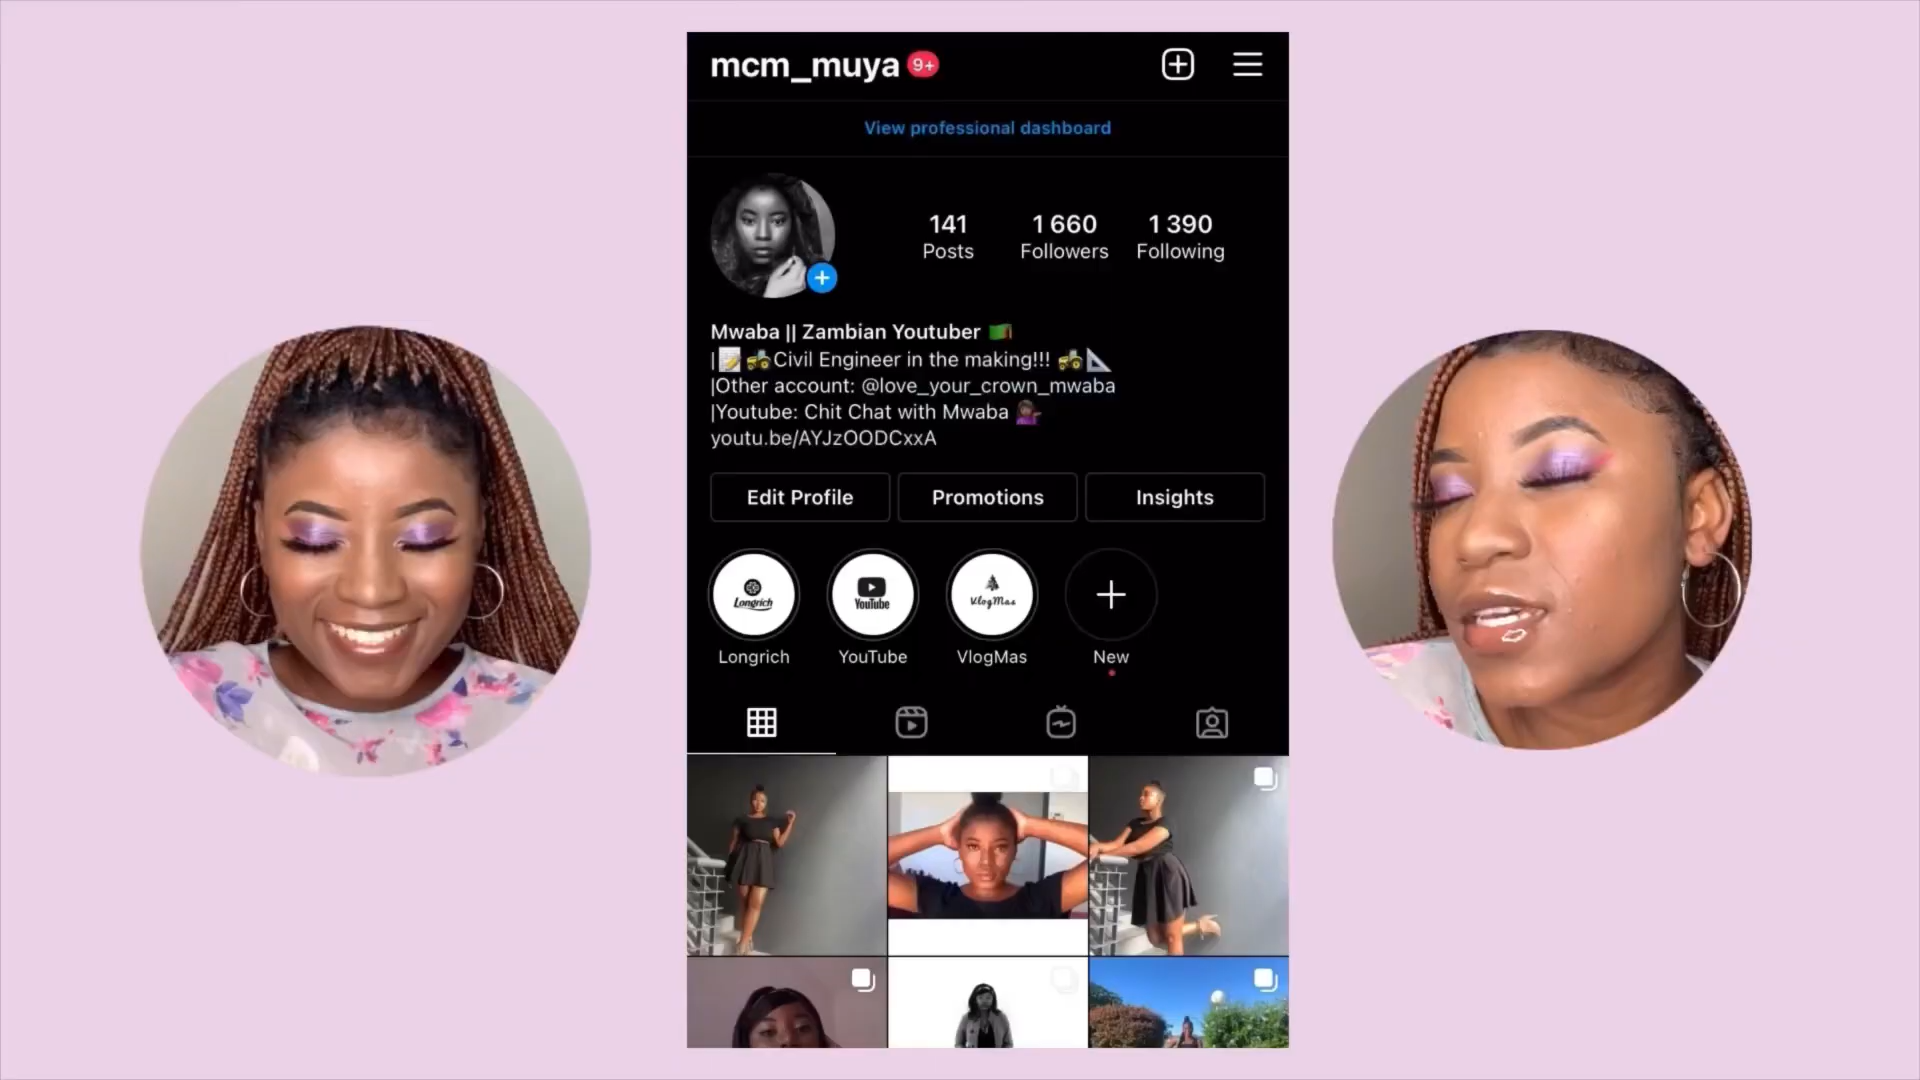 mcm_muya 9+
View professional dashboard
141 1 660 1 390
Posts Followers Following
Mwaba || Zambian Youtuber 🇿🇲
|📝🚜Civil Engineer in the making!!! 🚜📐
|Other account: @love_your_crown_mwaba
|Youtube: Chit Chat with Mwaba 💁🏾‍♀️
youtu.be/AYJzOODCxxA
Edit Profile Promotions Insights
Longrich YouTube VlogMas
Longrich YouTube VlogMas New